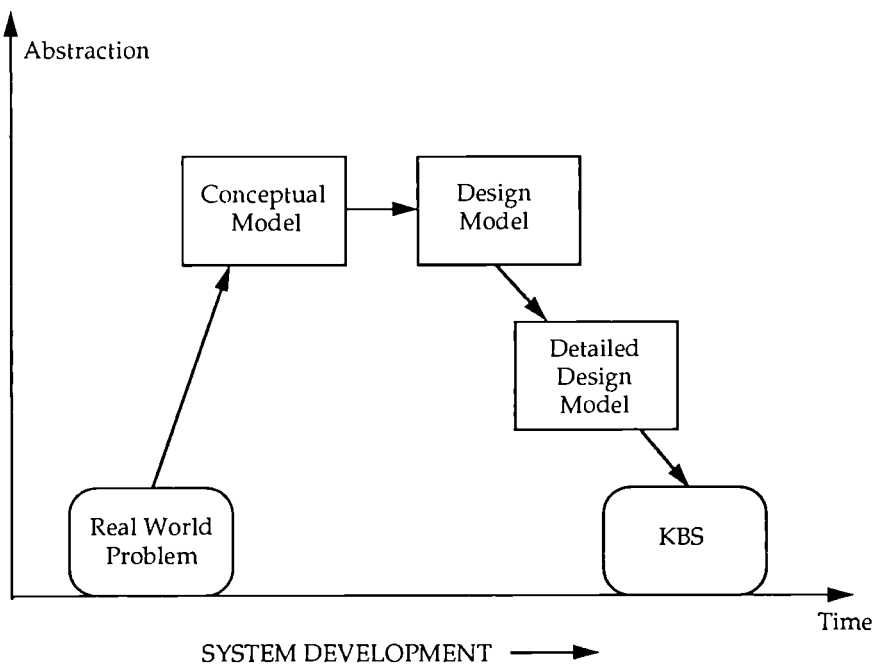 Abstraction
Conceptual
Model
Design
Model
Detailed
Design
Model
Real World
Problem
KBS
Time
SYSTEM DEVELOPMENT